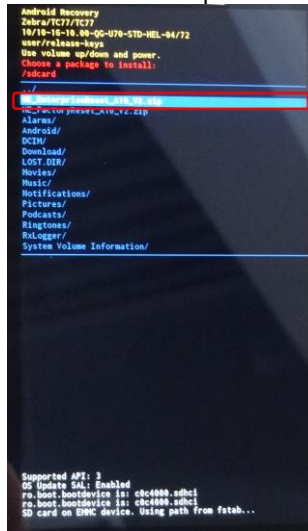 Android Recovery
Zebra/TC77/TC77
10/10-16-10.00-QG-U70-STD-HEL-04/72
user/release-keys
Use volume up/down and power.
Choose a package to install:
/sdcard
../
HE_EnterpriseReset_A10_V2.zip
HE_FactoryReset_A10_V2.zip
Alarms/
Android/
DCIM/
Download/
LOST.DIR/
Movies/
Music/
Notifications/
Pictures/
Podcasts/
Ringtones/
RxLogger/
System Volume Information/
Supported API: 3
OS Update SAL: Enabled
ro.boot.bootdevice is: c0c4000.sdhci
ro.boot.bootdevice is: c0c4000.sdhci
SD card on EMMC device. Using path from fstab...